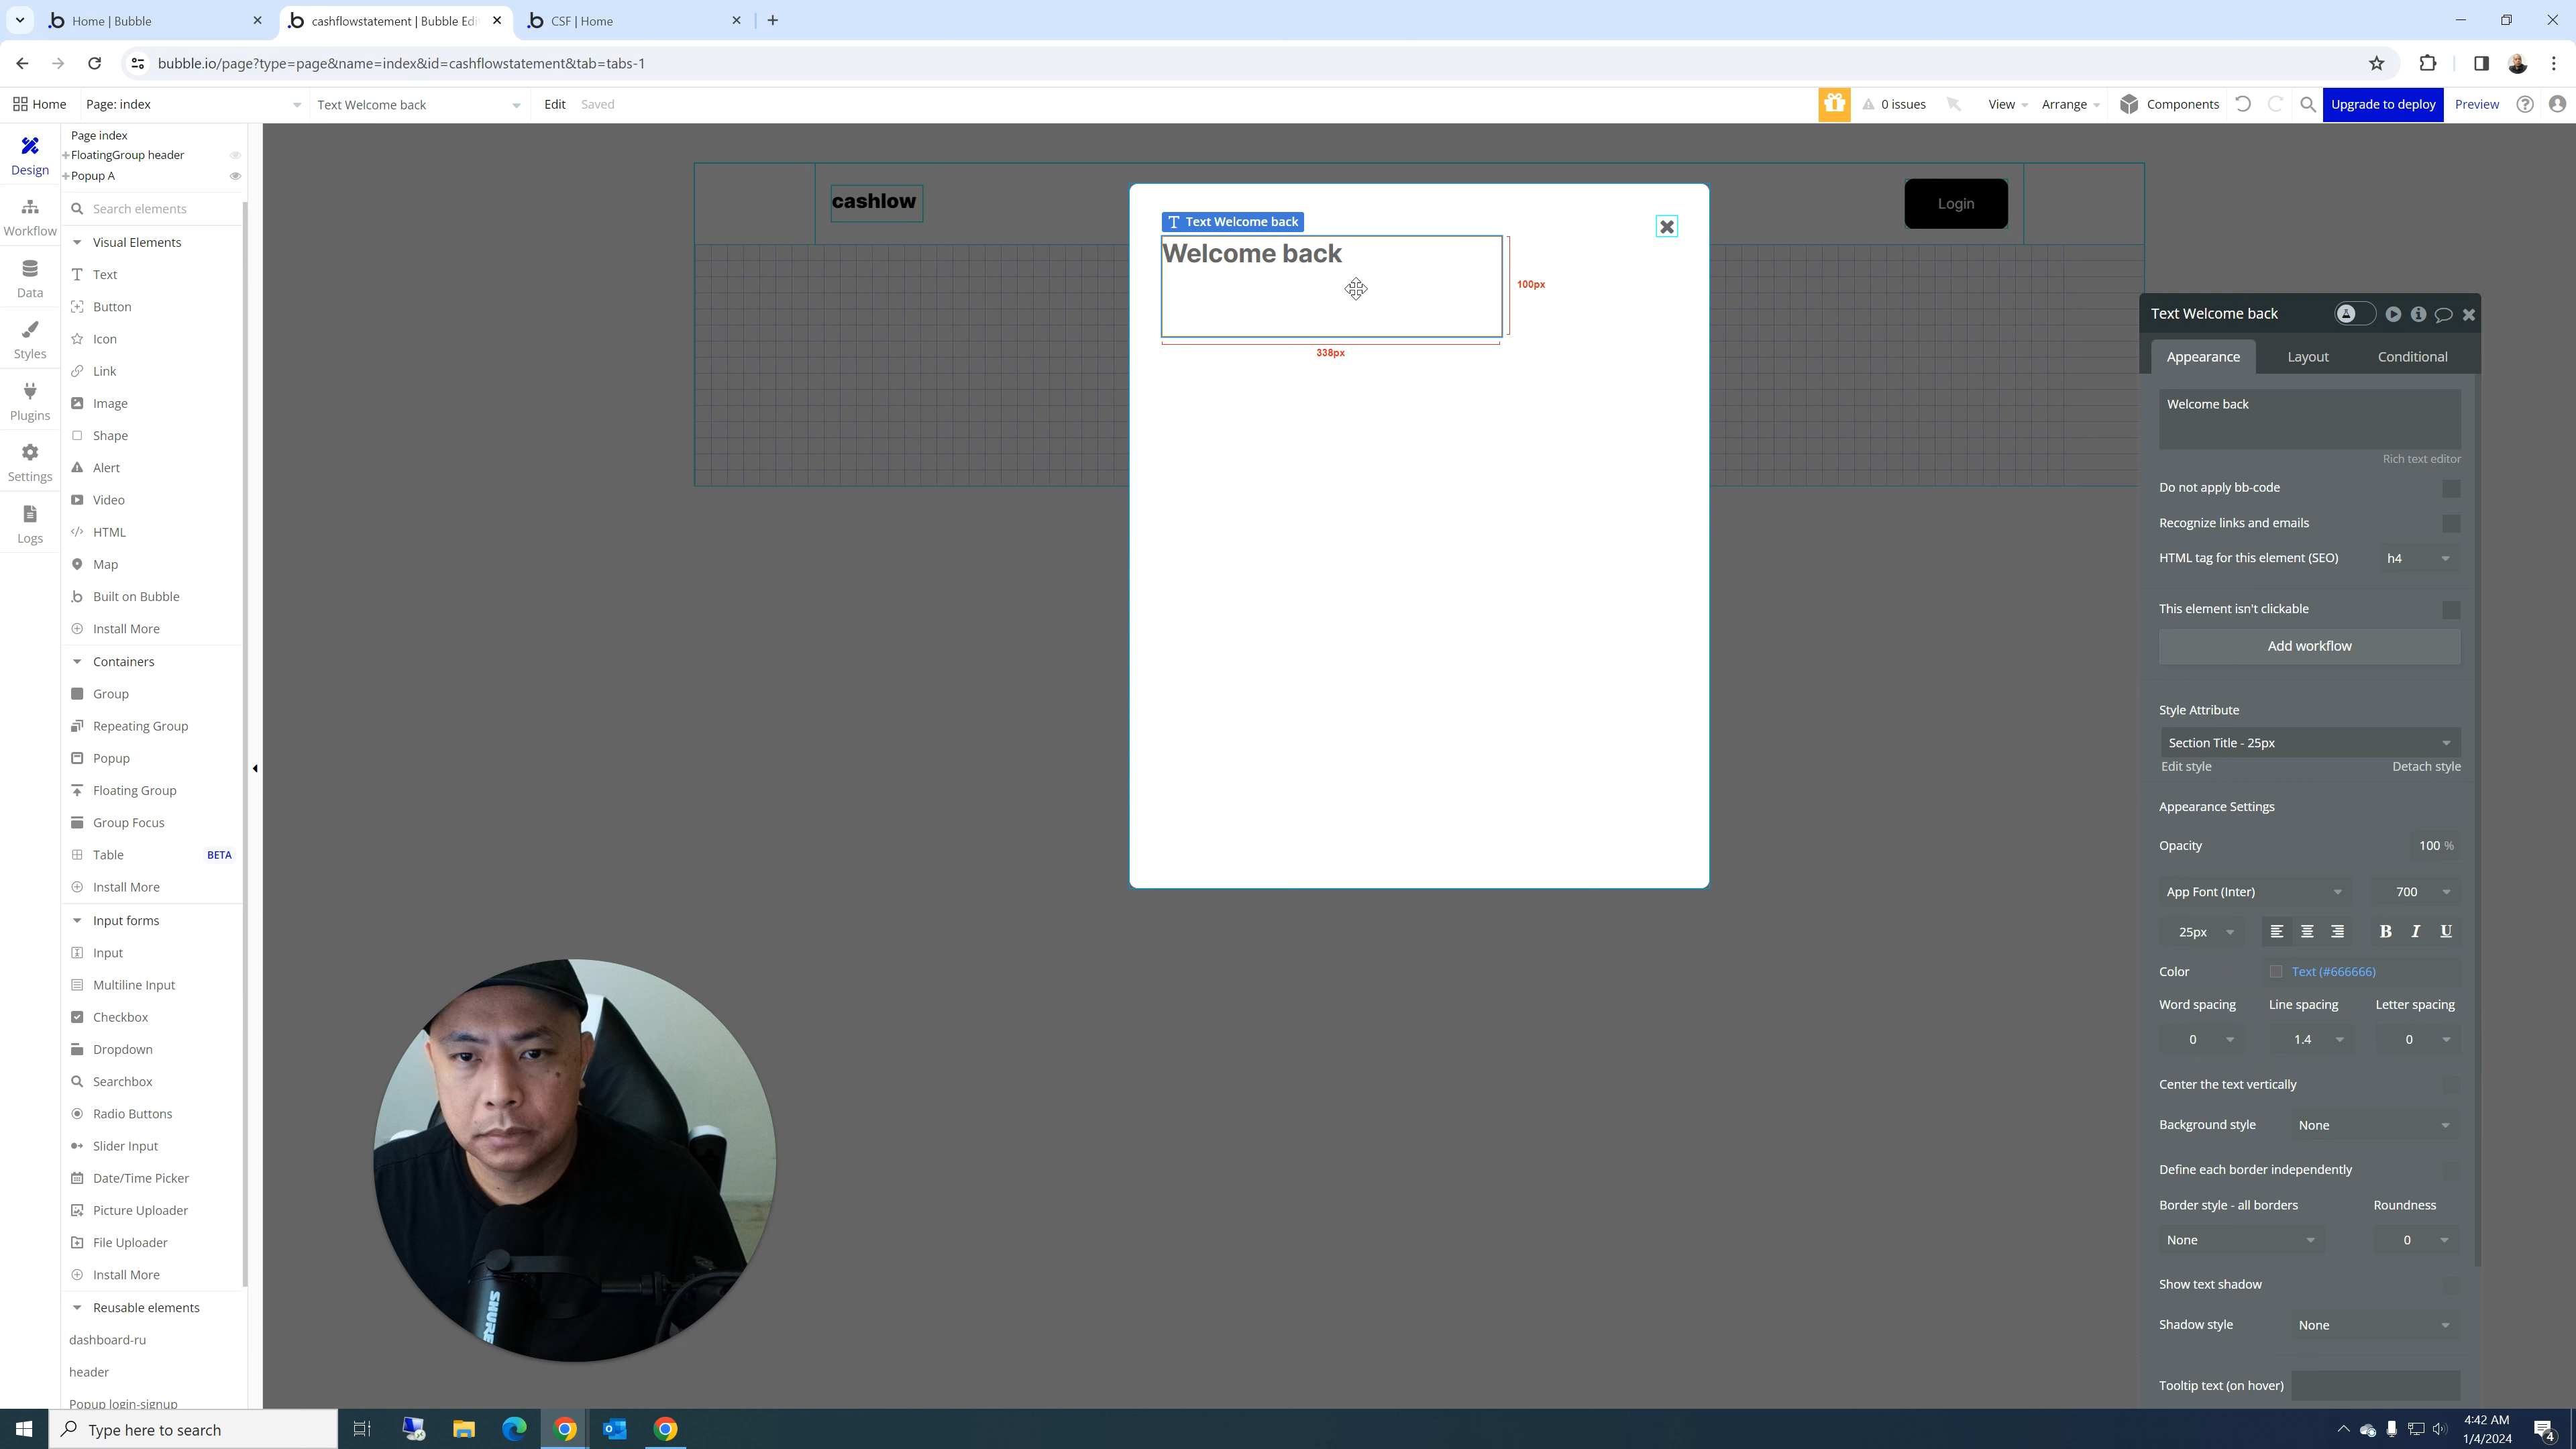 Home | Bubble
cashflowstatement | Bubble Edi
CSF | Home
bubble.io/page?type=page&name=index&id=cashflowstatement&tab=tabs-1
Home
Page: index
Text Welcome back
Edit
Saved
0 issues
View
Arrange
Components
Upgrade to deploy
Preview
Design
Workflow
Data
Styles
Plugins
Settings
Logs
Page index
FloatingGroup header
Popup A
Search elements
Visual Elements
Text
Button
Icon
Link
Image
Shape
Alert
Video
HTML
Map
Built on Bubble
Install More
Containers
Group
Repeating Group
Popup
Floating Group
Group Focus
Table BETA
Install More
Input forms
Input
Multiline Input
Checkbox
Dropdown
Searchbox
Radio Buttons
Slider Input
Date/Time Picker
Picture Uploader
File Uploader
Install More
Reusable elements
dashboard-ru
header
Popup login-signup
cashlow
Login
Text Welcome back
Welcome back
100px
338px
SHURE
Text Welcome back
Appearance
Layout
Conditional
Welcome back
Rich text editor
Do not apply bb-code
Recognize links and emails
HTML tag for this element (SEO) h4
This element isn't clickable
Add workflow
Style Attribute
Section Title - 25px
Edit style Detach style
Appearance Settings
Opacity 100 %
App Font (Inter) 700
25px B I U
Color Text (#666666)
Word spacing Line spacing Letter spacing
0 1.4 0
Center the text vertically
Background style None
Define each border independently
Border style - all borders Roundness
None 0
Show text shadow
Shadow style None
Tooltip text (on hover)
Type here to search
4:42 AM
1/4/2024
4